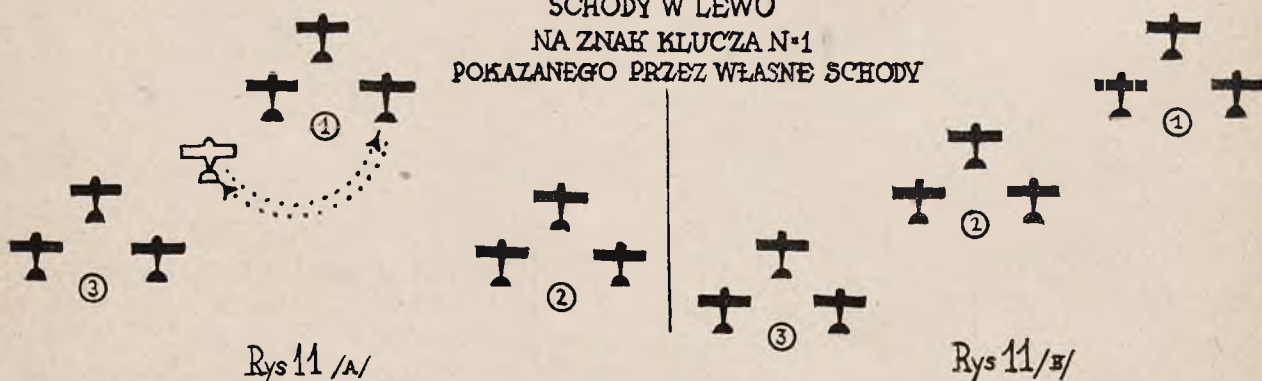 SCHODY W LEWO
NA ZNAK KLUCZA N=1
POKAZANEGO PRZEZ WŁASNE SCHODY
1
1
2
3
2
3
Rys 11 /A/
Rys 11 /B/